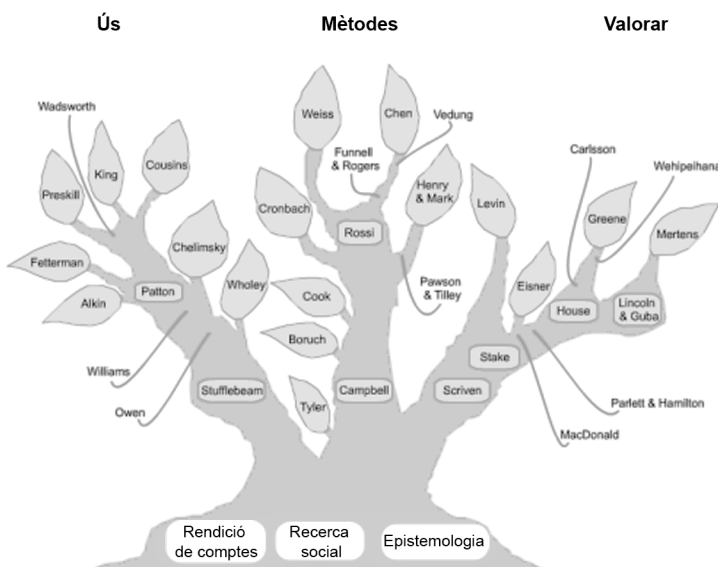 Ús
Mètodes
Valorar
Wadsworth
King
Cousins
Preskill
Chelimsky
Fetterman
Wholey
Alkin
Patton
Williams
Owen
Stufflebeam
Weiss
Chen
Vedung
Funnell
& Rogers
Henry
& Mark
Cronbach
Rossi
Cook
Pawson
& Tilley
Boruch
Tyler
Campbell
Levin
Carlsson
Wehipeihana
Greene
Mertens
Eisner
House
Lincoln
& Guba
Stake
Scriven
Parlett & Hamilton
MacDonald
Rendició
de comptes
Recerca
social
Epistemologia